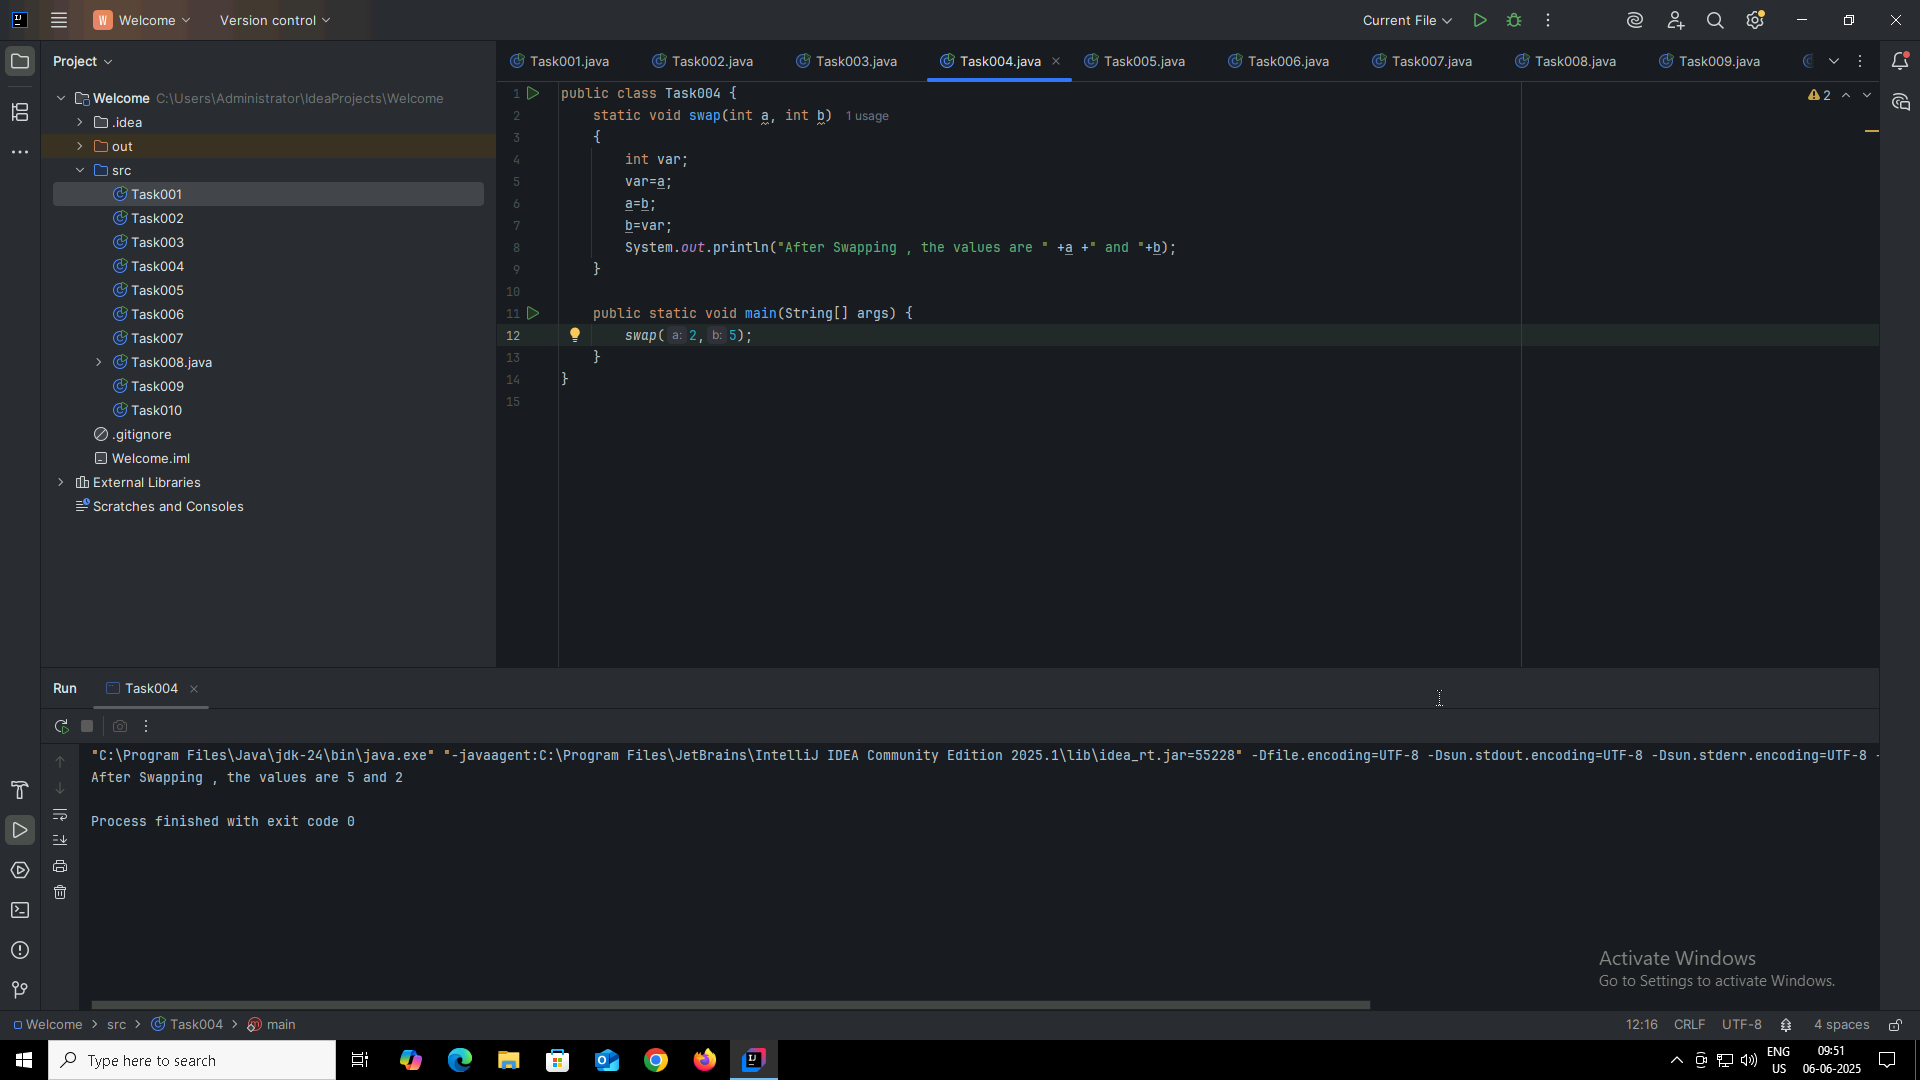 W Welcome
Version control
Current File
Project
Task001.java
Task002.java
Task003.java
Task004.java
Task005.java
Task006.java
Task007.java
Task008.java
Task009.java
Welcome C:\Users\Administrator\IdeaProjects\Welcome
.idea
out
src
Task001
Task002
Task003
Task004
Task005
Task006
Task007
Task008.java
Task009
Task010
.gitignore
Welcome.iml
External Libraries
Scratches and Consoles
1 public class Task004 {
2 static void swap(int a, int b) 1 usage
3 {
4 int var;
5 var=a;
6 a=b;
7 b=var;
8 System.out.println("After Swapping , the values are " +a +" and "+b);
9 }
10
11 public static void main(String[] args) {
12 swap( a: 2, b: 5);
13 }
14 }
15
2
Run
Task004
"C:\Program Files\Java\jdk-24\bin\java.exe" "-javaagent:C:\Program Files\JetBrains\IntelliJ IDEA Community Edition 2025.1\lib\idea_rt.jar=55228" -Dfile.encoding=UTF-8 -Dsun.stdout.encoding=UTF-8 -Dsun.stderr.encoding=UTF-8 -
After Swapping , the values are 5 and 2
Process finished with exit code 0
Activate Windows
Go to Settings to activate Windows.
Welcome > src > Task004 > main
12:16 CRLF UTF-8 4 spaces
Type here to search
ENG
US
09:51
06-06-2025